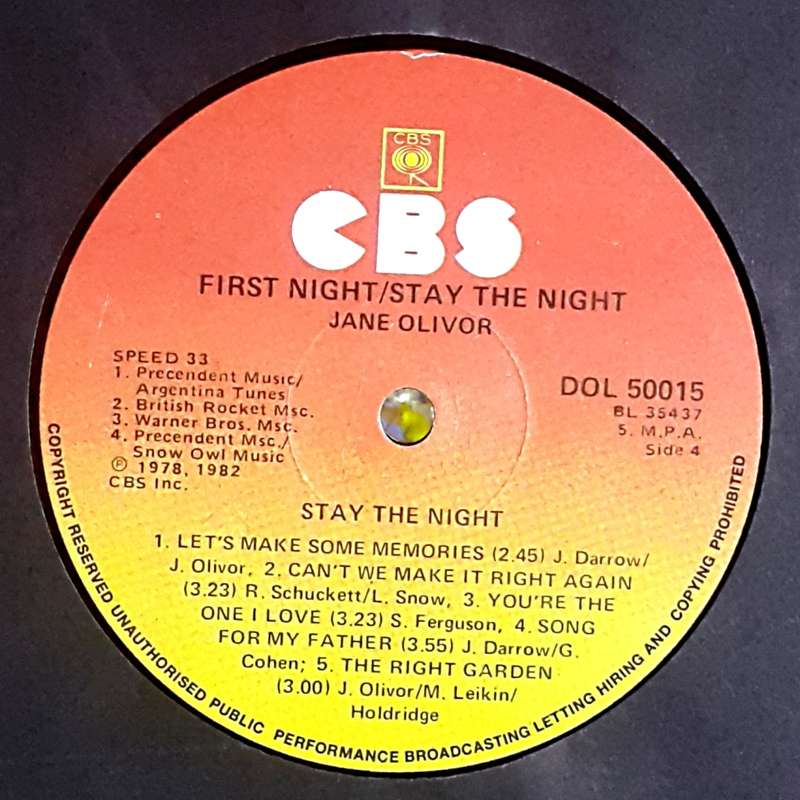 CBS
CBS
FIRST NIGHT/STAY THE NIGHT
JANE OLIVOR
SPEED 33
1. Precendent Music/
Argentina Tunes
2. British Rocket Msc.
3. Warner Bros. Msc.
4. Precendent Msc./
Snow Owl Music
Ⓟ 1978, 1982
CBS Inc.
DOL 50015
BL 35437
5. M.P.A.
Side 4
STAY THE NIGHT
1. LET'S MAKE SOME MEMORIES (2.45) J. Darrow/
J. Olivor, 2. CAN'T WE MAKE IT RIGHT AGAIN
(3.23) R. Schuckett/L. Snow, 3. YOU'RE THE
ONE I LOVE (3.23) S. Ferguson, 4. SONG
FOR MY FATHER (3.55) J. Darrow/G.
Cohen; 5. THE RIGHT GARDEN
(3.00) J. Olivor/M. Leikin/
Holdridge
COPYRIGHT RESERVED UNAUTHORISED PUBLIC PERFORMANCE BROADCASTING LETTING HIRING AND COPYING PROHIBITED